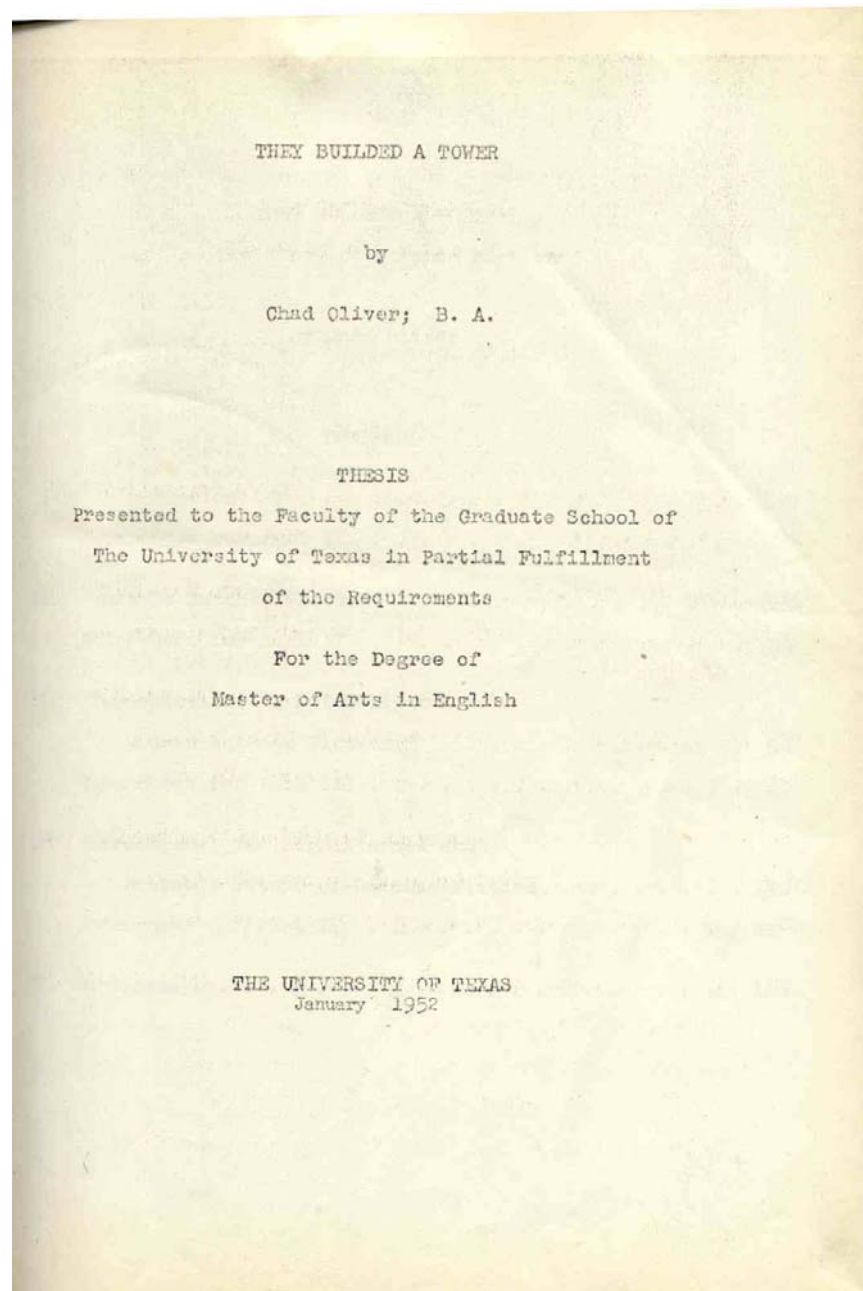 THEY BUILDED A TOWER
by
Chad Oliver; B. A.
THESIS
Presented to the Faculty of the Graduate School of
The University of Texas in Partial Fulfillment
of the Requirements
For the Degree of
Master of Arts in English
THE UNIVERSITY OF TEXAS
January 1952